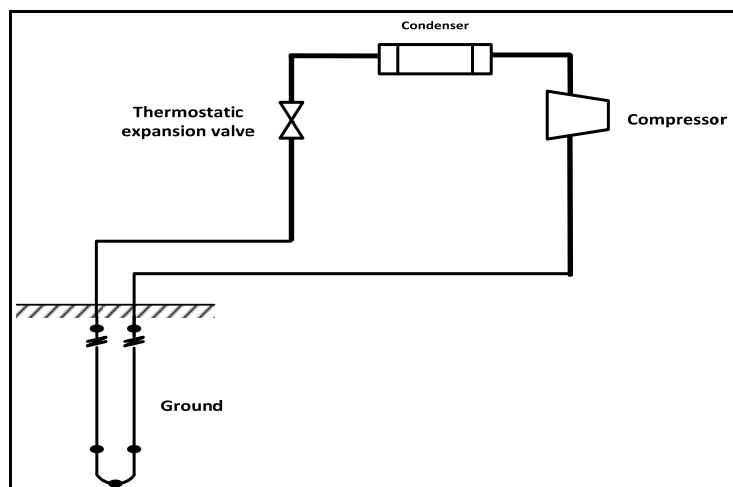 Condenser
Thermostatic
expansion valve
Compressor
Ground